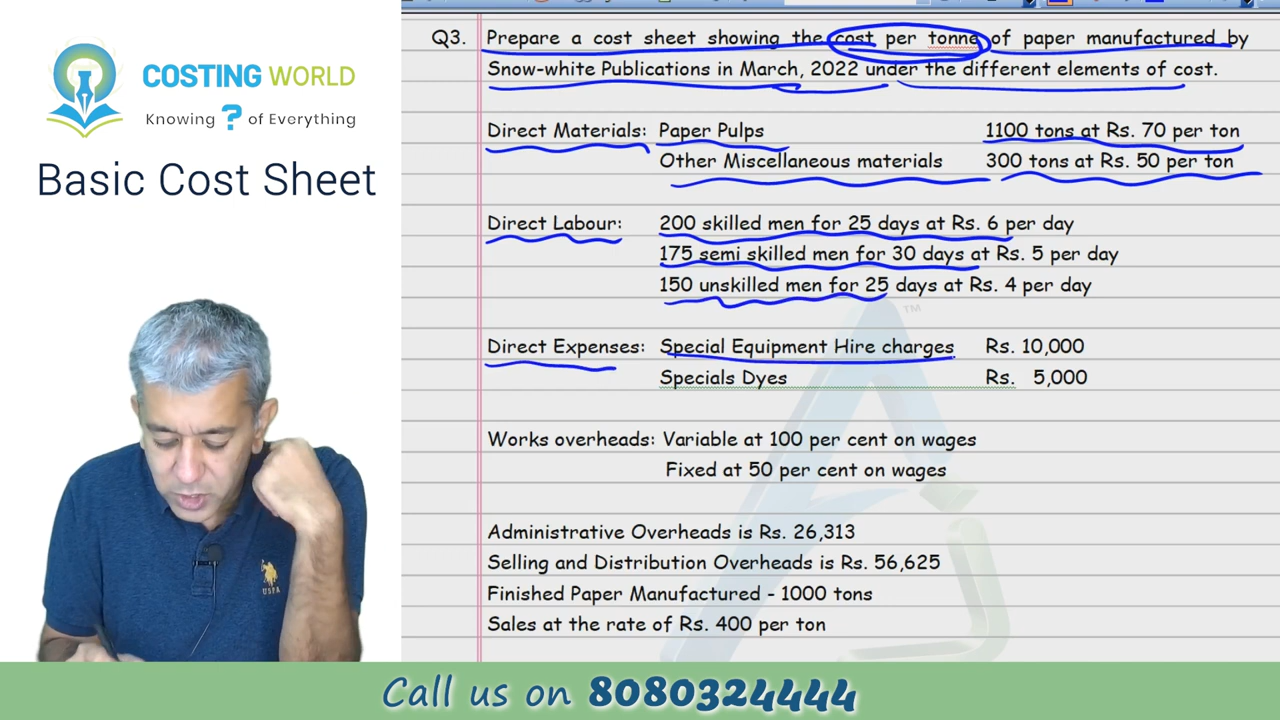 COSTING WORLD
Knowing ? of Everything
Basic Cost Sheet
Q3. Prepare a cost sheet showing the cost per tonne of paper manufactured by
Snow-white Publications in March, 2022 under the different elements of cost.
Direct Materials: Paper Pulps 1100 tons at Rs. 70 per ton
Other Miscellaneous materials 300 tons at Rs. 50 per ton
Direct Labour: 200 skilled men for 25 days at Rs. 6 per day
175 semi skilled men for 30 days at Rs. 5 per day
150 unskilled men for 25 days at Rs. 4 per day
TM
Direct Expenses: Special Equipment Hire charges Rs. 10,000
Specials Dyes Rs. 5,000
Works overheads: Variable at 100 per cent on wages
Fixed at 50 per cent on wages
Administrative Overheads is Rs. 26,313
Selling and Distribution Overheads is Rs. 56,625
Finished Paper Manufactured - 1000 tons
Sales at the rate of Rs. 400 per ton
USPA
Call us on 8080324444